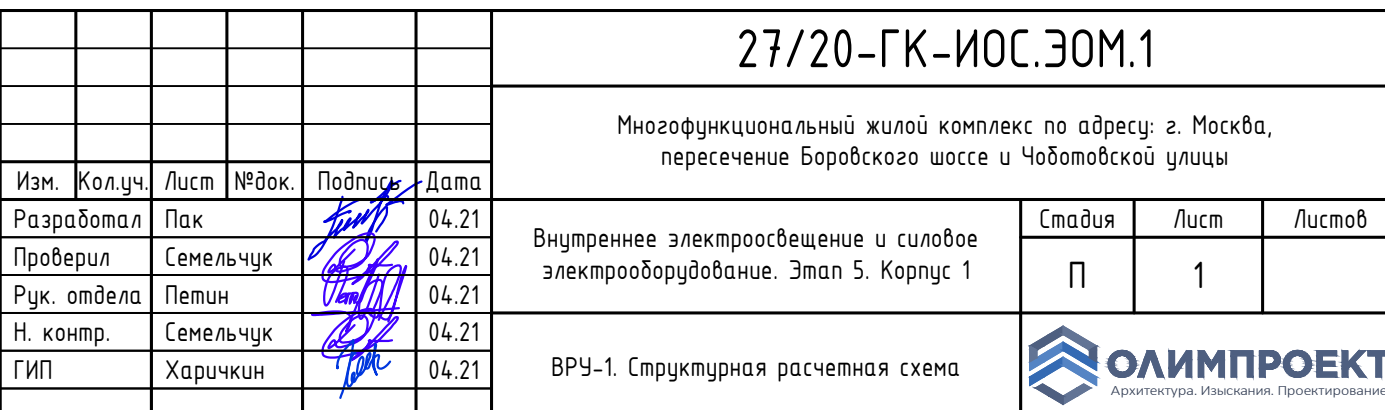 27/20-ГК-ИОС.ЭОМ.1
Многофункциональный жилой комплекс по адресу: г. Москва,
пересечение Боровского шоссе и Чоботовской улицы
Изм. Кол.уч. Лист №док. Подпись Дата
Разработал Пак 04.21
Проверил Семельчук 04.21
Рук. отдела Петин 04.21
Н. контр. Семельчук 04.21
ГИП Харичкин 04.21
Внутреннее электроосвещение и силовое
электрооборудование. Этап 5. Корпус 1
Стадия Лист Листов
П 1
ВРУ-1. Структурная расчетная схема
ОЛИМПРОЕКТ
Архитектура. Изыскания. Проектирование